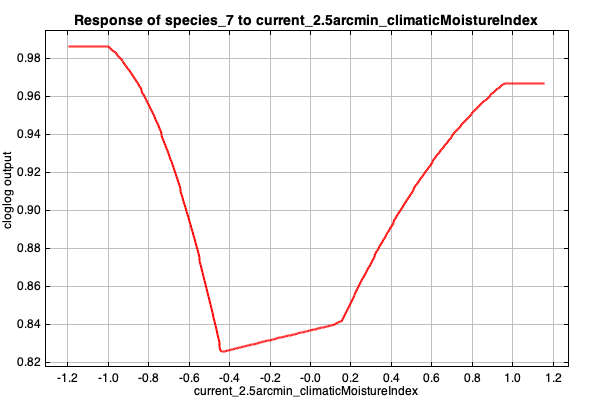 Response of species_7 to current_2.5arcmin_climaticMoistureIndex
cloglog output
0.98
0.96
0.94
0.92
0.90
0.88
0.86
0.84
0.82
-1.2 -1.0 -0.8 -0.6 -0.4 -0.2 -0.0 0.2 0.4 0.6 0.8 1.0 1.2
current_2.5arcmin_climaticMoistureIndex